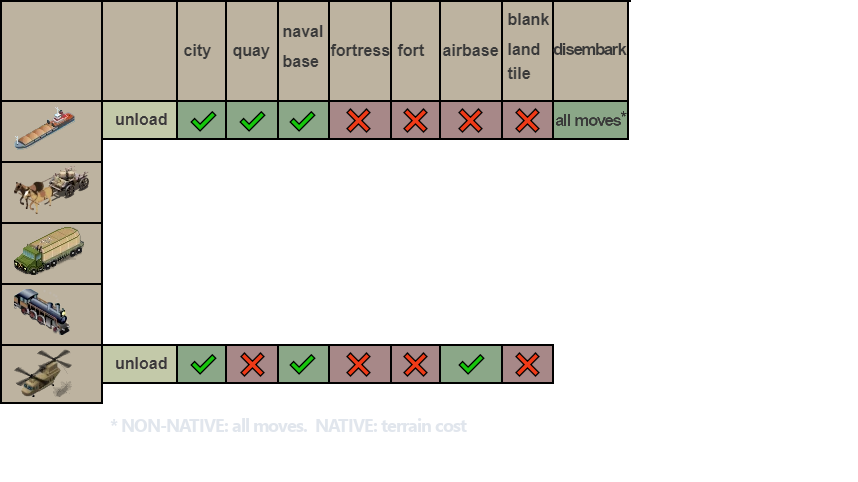 city quay naval base fortress fort airbase blank land tile disembark
unload all moves*
unload
* NON-NATIVE: all moves. NATIVE: terrain cost